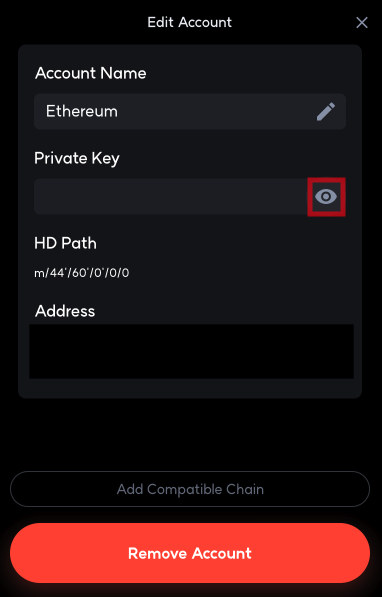 Edit Account
Account Name
Ethereum
Private Key
HD Path
m/44'/60'/0'/0/0
Address
Add Compatible Chain
Remove Account